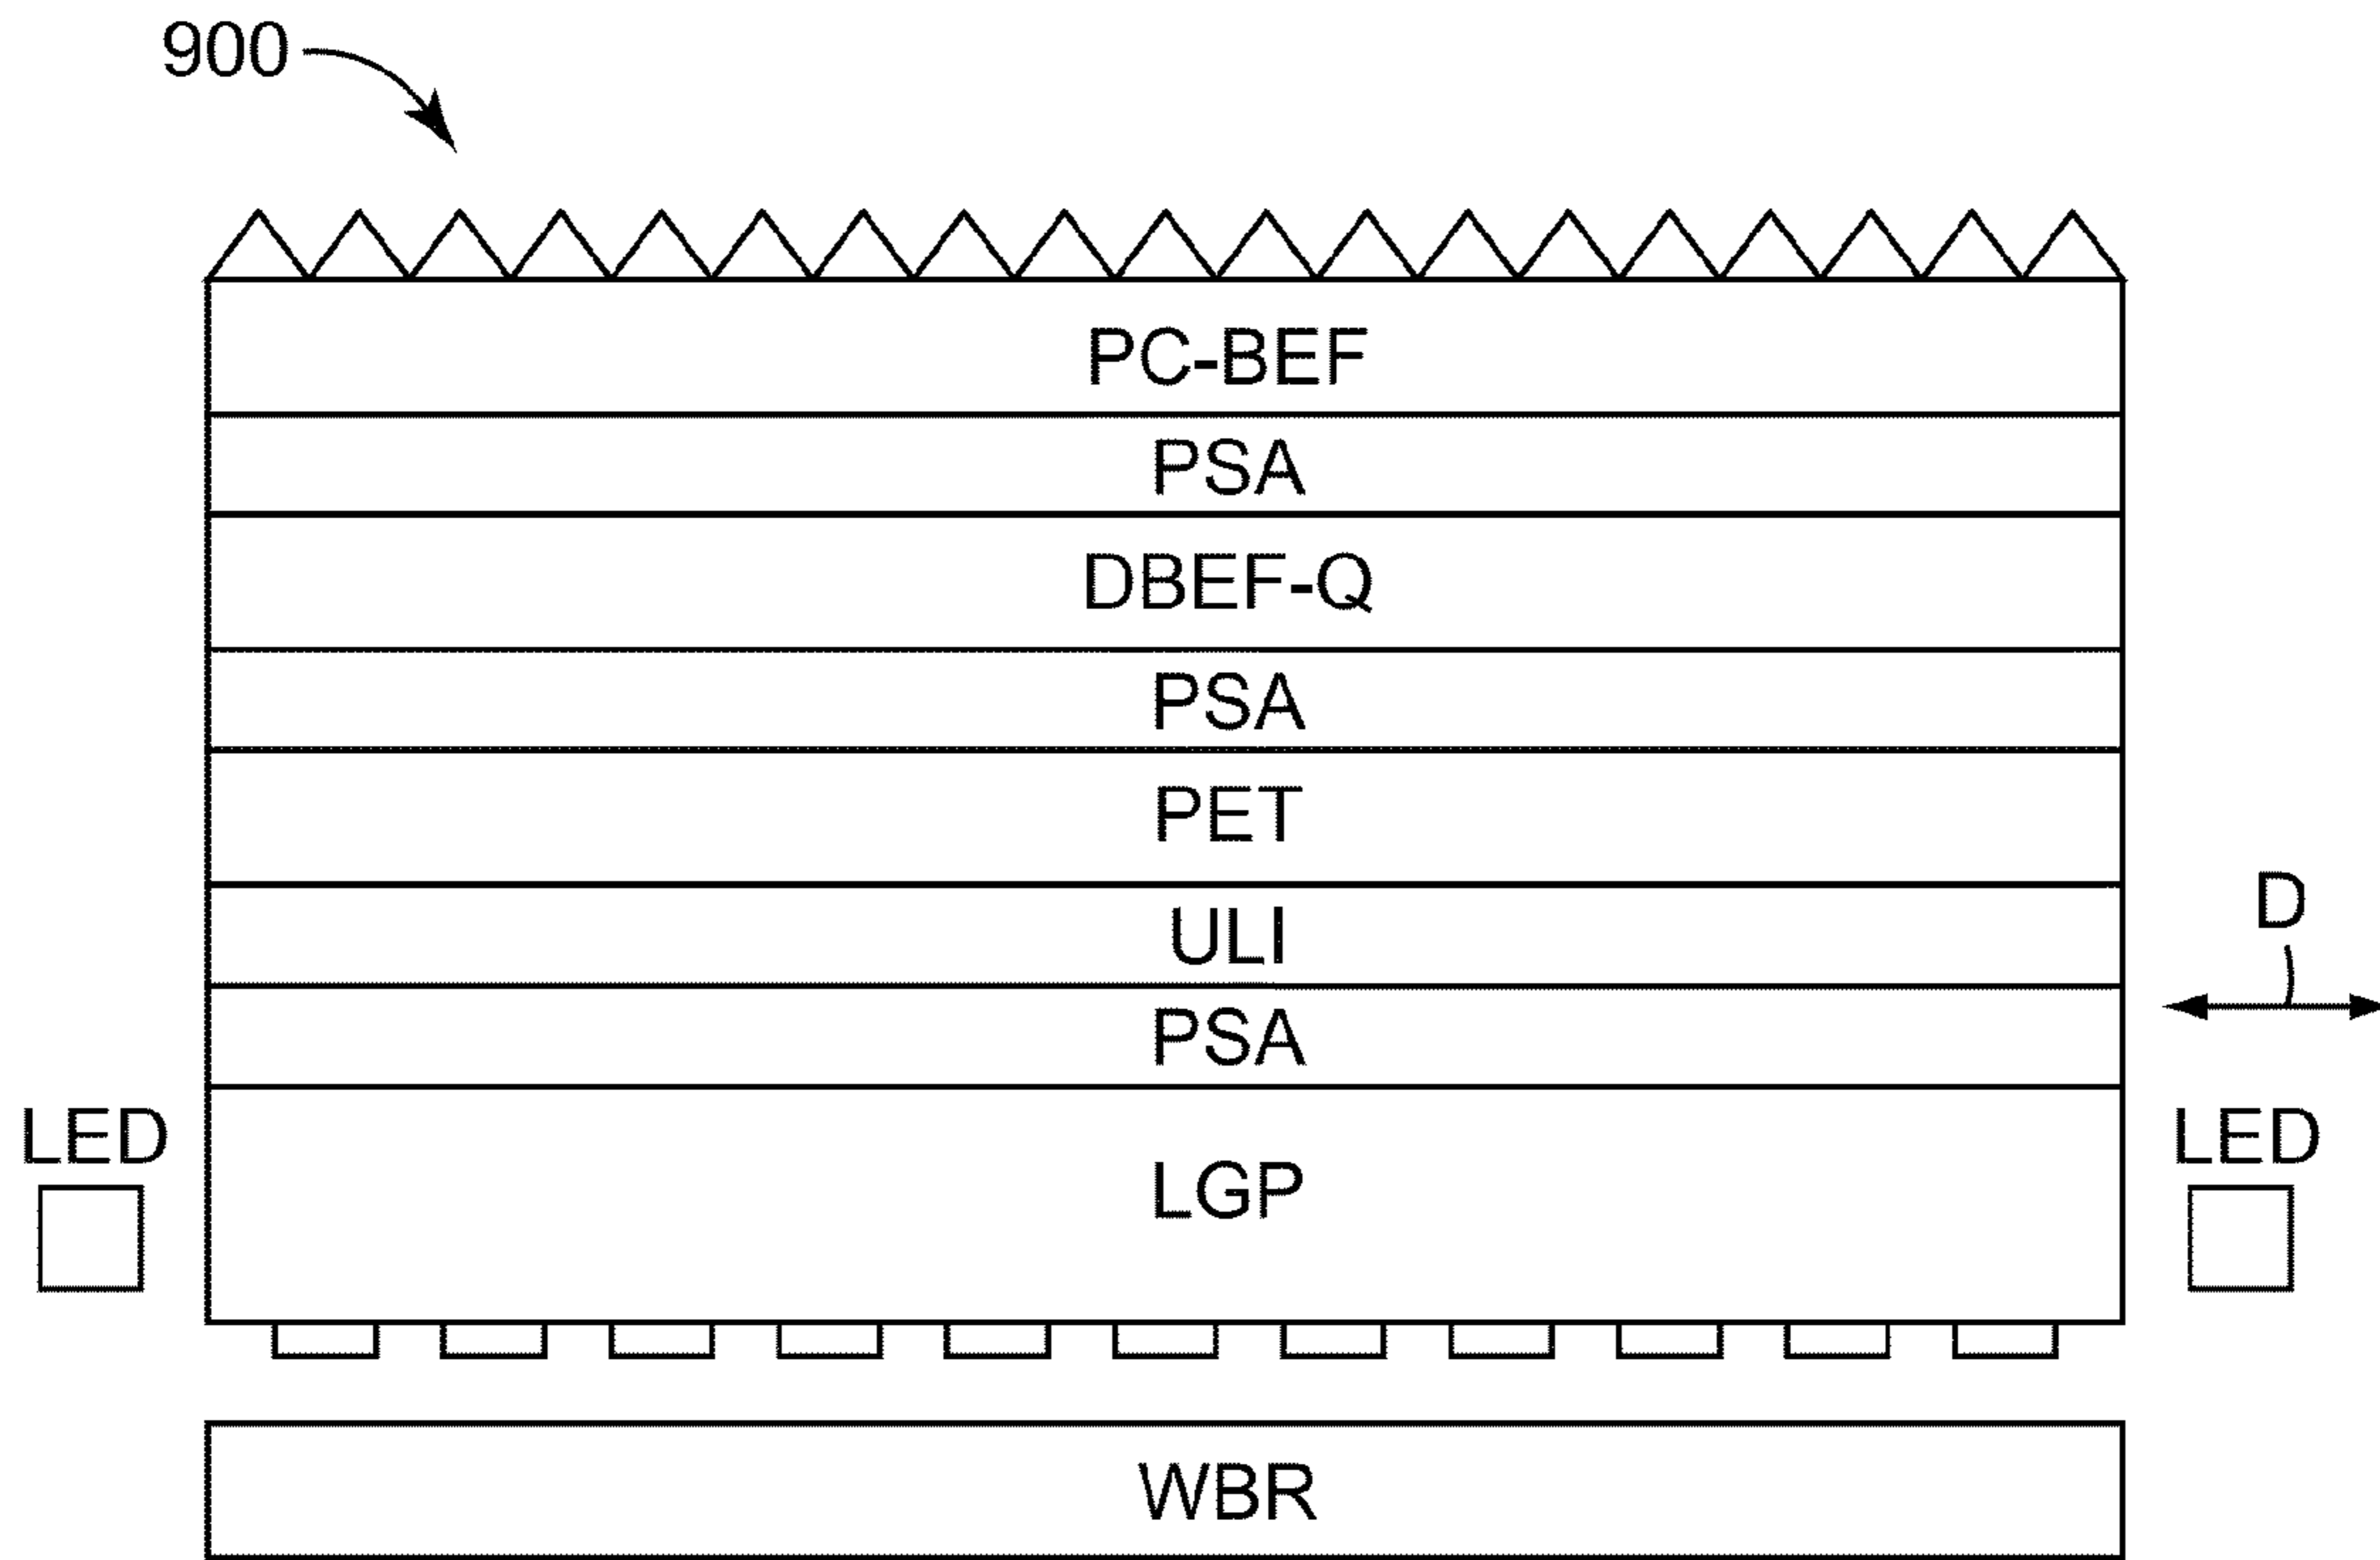 900
PC-BEF
PSA
DBEF-Q
PSA
PET
ULI
D
PSA
LED
LED
LGP
WBR